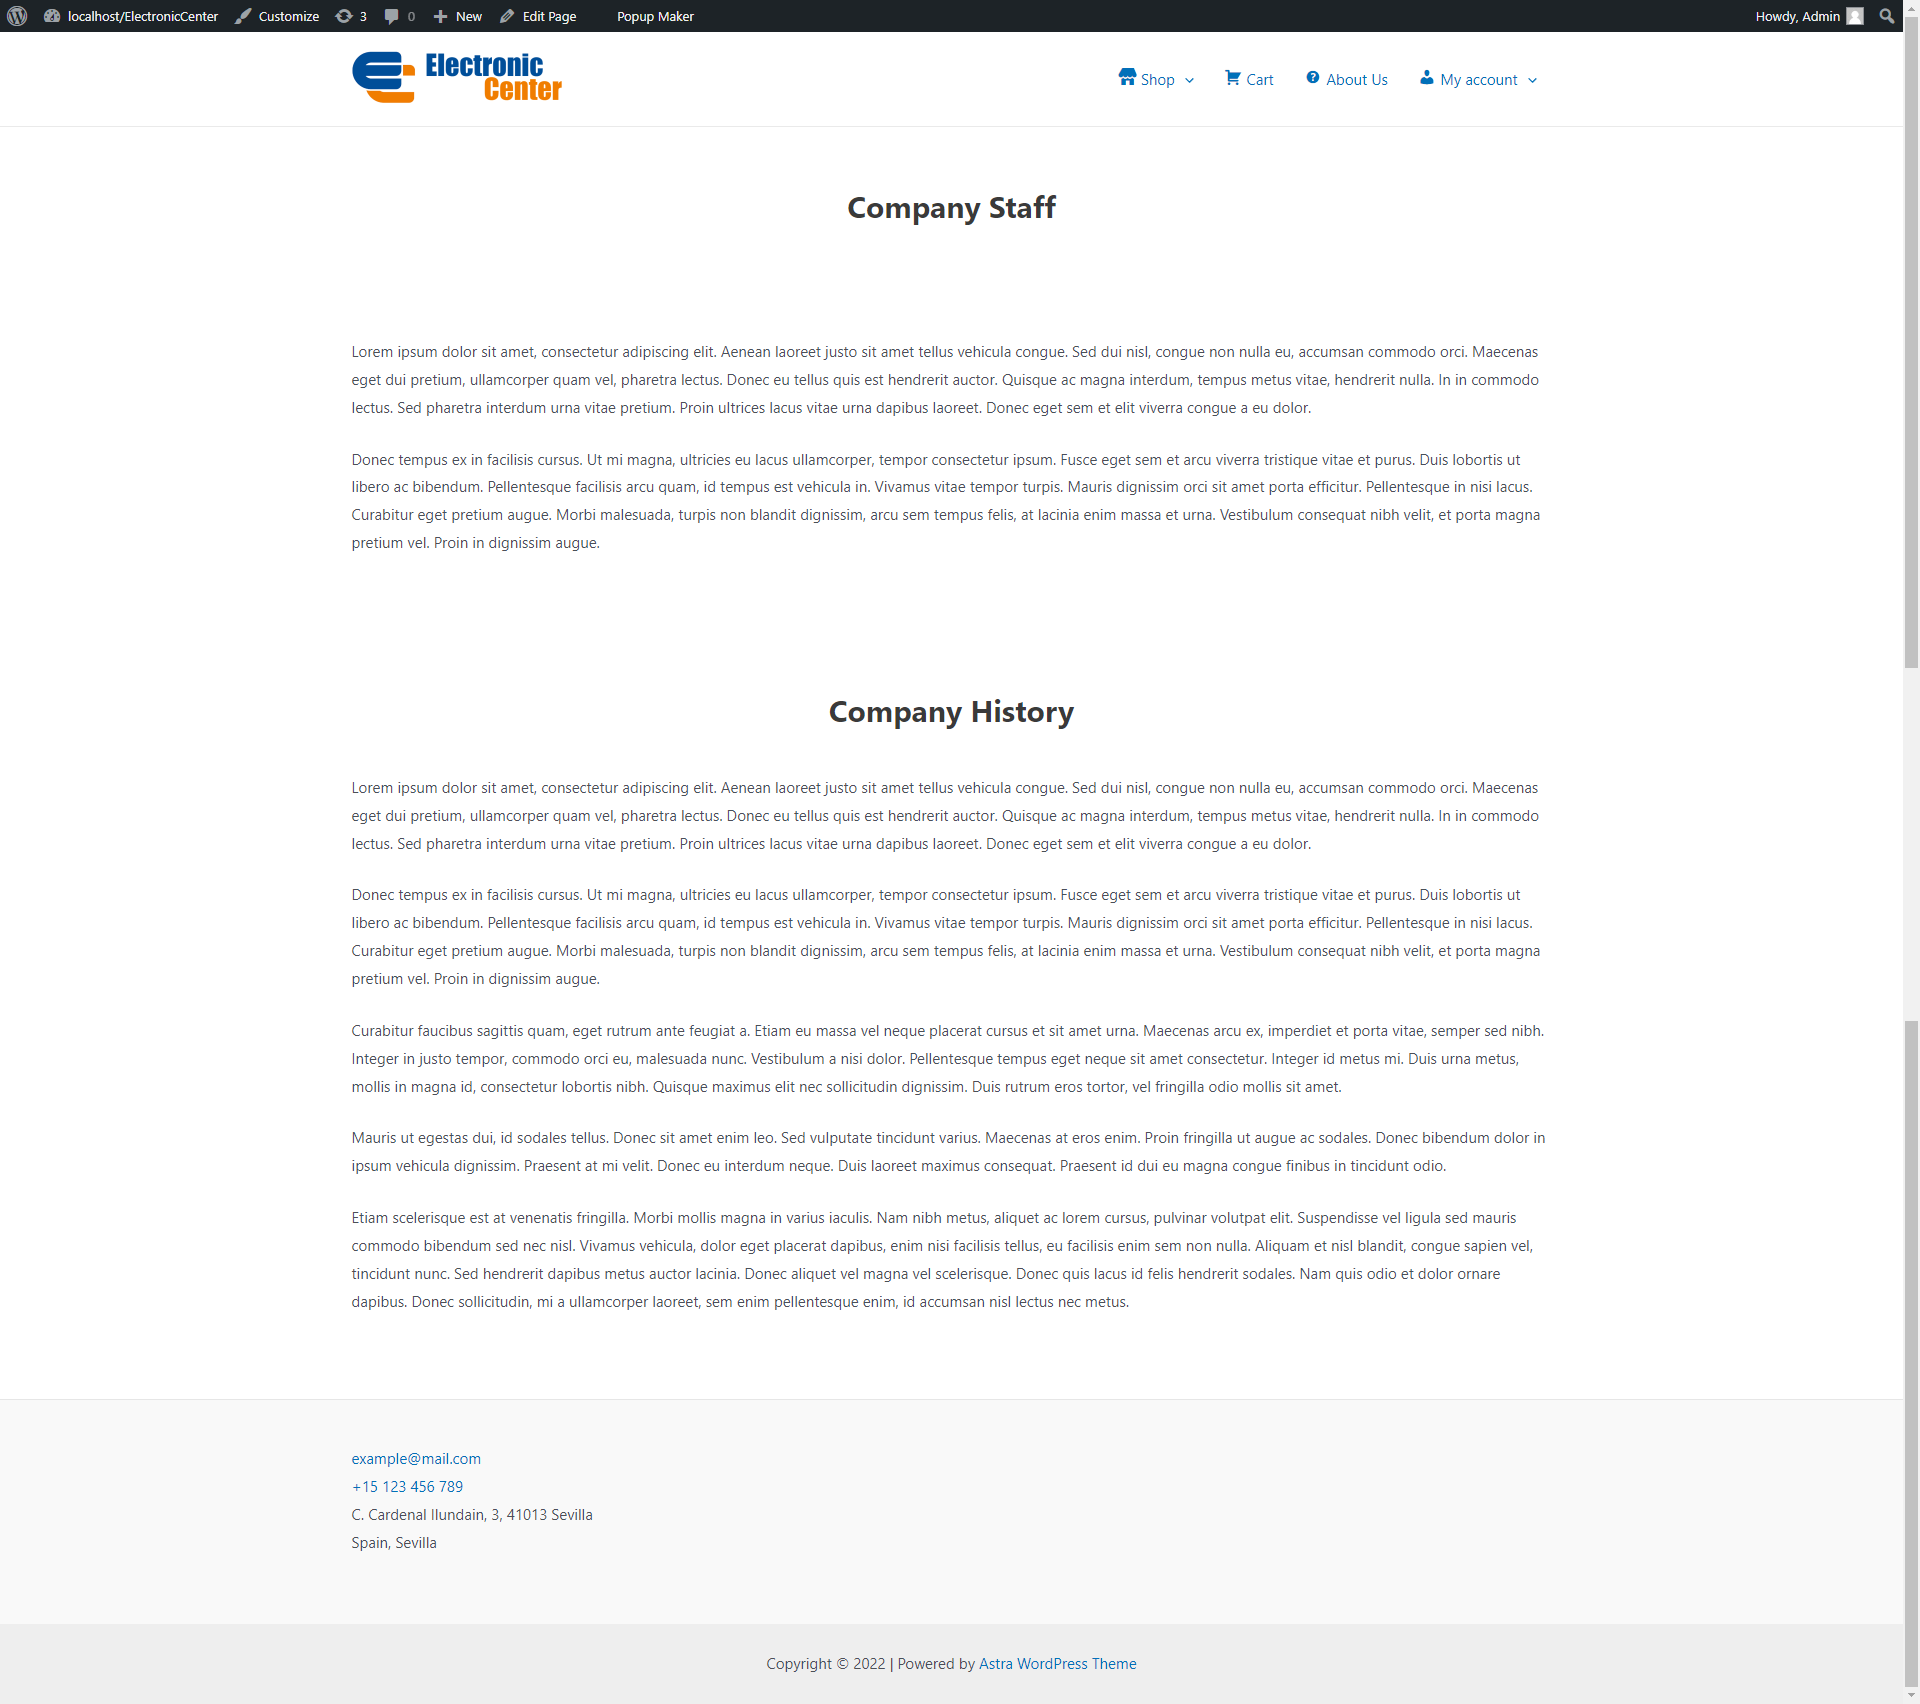 localhost/ElectronicCenter Customize 3 0 New Edit Page Popup Maker Howdy, Admin
Electronic
Center
Shop Cart About Us My account
Company Staff
Lorem ipsum dolor sit amet, consectetur adipiscing elit. Aenean laoreet justo sit amet tellus vehicula congue. Sed dui nisl, congue non nulla eu, accumsan commodo orci. Maecenas
eget dui pretium, ullamcorper quam vel, pharetra lectus. Donec eu tellus quis est hendrerit auctor. Quisque ac magna interdum, tempus metus vitae, hendrerit nulla. In in commodo
lectus. Sed pharetra interdum urna vitae pretium. Proin ultrices lacus vitae urna dapibus laoreet. Donec eget sem et elit viverra congue a eu dolor.
Donec tempus ex in facilisis cursus. Ut mi magna, ultricies eu lacus ullamcorper, tempor consectetur ipsum. Fusce eget sem et arcu viverra tristique vitae et purus. Duis lobortis ut
libero ac bibendum. Pellentesque facilisis arcu quam, id tempus est vehicula in. Vivamus vitae tempor turpis. Mauris dignissim orci sit amet porta efficitur. Pellentesque in nisi lacus.
Curabitur eget pretium augue. Morbi malesuada, turpis non blandit dignissim, arcu sem tempus felis, at lacinia enim massa et urna. Vestibulum consequat nibh velit, et porta magna
pretium vel. Proin in dignissim augue.
Company History
Lorem ipsum dolor sit amet, consectetur adipiscing elit. Aenean laoreet justo sit amet tellus vehicula congue. Sed dui nisl, congue non nulla eu, accumsan commodo orci. Maecenas
eget dui pretium, ullamcorper quam vel, pharetra lectus. Donec eu tellus quis est hendrerit auctor. Quisque ac magna interdum, tempus metus vitae, hendrerit nulla. In in commodo
lectus. Sed pharetra interdum urna vitae pretium. Proin ultrices lacus vitae urna dapibus laoreet. Donec eget sem et elit viverra congue a eu dolor.
Donec tempus ex in facilisis cursus. Ut mi magna, ultricies eu lacus ullamcorper, tempor consectetur ipsum. Fusce eget sem et arcu viverra tristique vitae et purus. Duis lobortis ut
libero ac bibendum. Pellentesque facilisis arcu quam, id tempus est vehicula in. Vivamus vitae tempor turpis. Mauris dignissim orci sit amet porta efficitur. Pellentesque in nisi lacus.
Curabitur eget pretium augue. Morbi malesuada, turpis non blandit dignissim, arcu sem tempus felis, at lacinia enim massa et urna. Vestibulum consequat nibh velit, et porta magna
pretium vel. Proin in dignissim augue.
Curabitur faucibus sagittis quam, eget rutrum ante feugiat a. Etiam eu massa vel neque placerat cursus et sit amet urna. Maecenas arcu ex, imperdiet et porta vitae, semper sed nibh.
Integer in justo tempor, commodo orci eu, malesuada nunc. Vestibulum a nisi dolor. Pellentesque tempus eget neque sit amet consectetur. Integer id metus mi. Duis urna metus,
mollis in magna id, consectetur lobortis nibh. Quisque maximus elit nec sollicitudin dignissim. Duis rutrum eros tortor, vel fringilla odio mollis sit amet.
Mauris ut egestas dui, id sodales tellus. Donec sit amet enim leo. Sed vulputate tincidunt varius. Maecenas at eros enim. Proin fringilla ut augue ac sodales. Donec bibendum dolor in
ipsum vehicula dignissim. Praesent at mi velit. Donec eu interdum neque. Duis laoreet maximus consequat. Praesent id dui eu magna congue finibus in tincidunt odio.
Etiam scelerisque est at venenatis fringilla. Morbi mollis magna in varius iaculis. Nam nibh metus, aliquet ac lorem cursus, pulvinar volutpat elit. Suspendisse vel ligula sed mauris
commodo bibendum sed nec nisl. Vivamus vehicula, dolor eget placerat dapibus, enim nisi facilisis tellus, eu facilisis enim sem non nulla. Aliquam et nisl blandit, congue sapien vel,
tincidunt nunc. Sed hendrerit dapibus metus auctor lacinia. Donec aliquet vel magna vel scelerisque. Donec quis lacus id felis hendrerit sodales. Nam quis odio et dolor ornare
dapibus. Donec sollicitudin, mi a ullamcorper laoreet, sem enim pellentesque enim, id accumsan nisl lectus nec metus.
example@mail.com
+15 123 456 789
C. Cardenal Ilundain, 3, 41013 Sevilla
Spain, Sevilla
Copyright © 2022 | Powered by Astra WordPress Theme